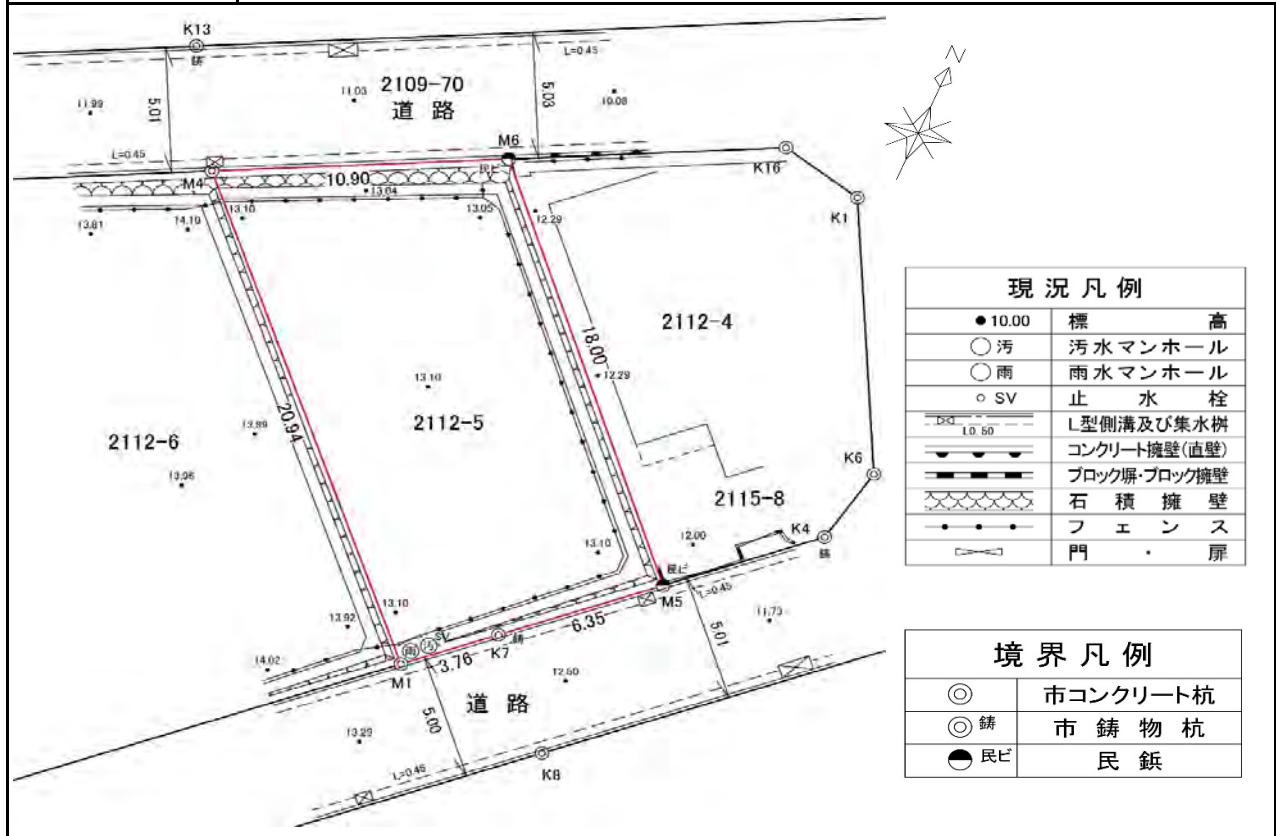 K13
鋳
L=0.45
N
2109-70
道路
11.03
11.99
5.01
5.03
10.08
M6
L=0.45
K16
民ビ
M4
10.90
13.04
K1
13.10
13.05
12.29
14.10
13.81
2112-4
18.00
12.29
13.10
2112-5
20.94
13.89
2112-6
13.96
K6
2115-8
K4
12.00
鋳
13.10
民ビ
M5
L=0.45
13.10
13.92
SV
雨
汚
6.35
鋳
K7
11.73
5.01
14.02
3.76
M1
12.50
道路
5.00
13.29
K8
L=0.45
現況凡例
10.00 標高
汚 汚水マンホール
雨 雨水マンホール
SV 止水栓
L0.50 L型側溝及び集水桝
コンクリート擁壁(直壁)
ブロック塀・ブロック擁壁
石積擁壁
フェンス
門・扉
境界凡例
市コンクリート杭
鋳 市鋳物杭
民ビ 民鋲